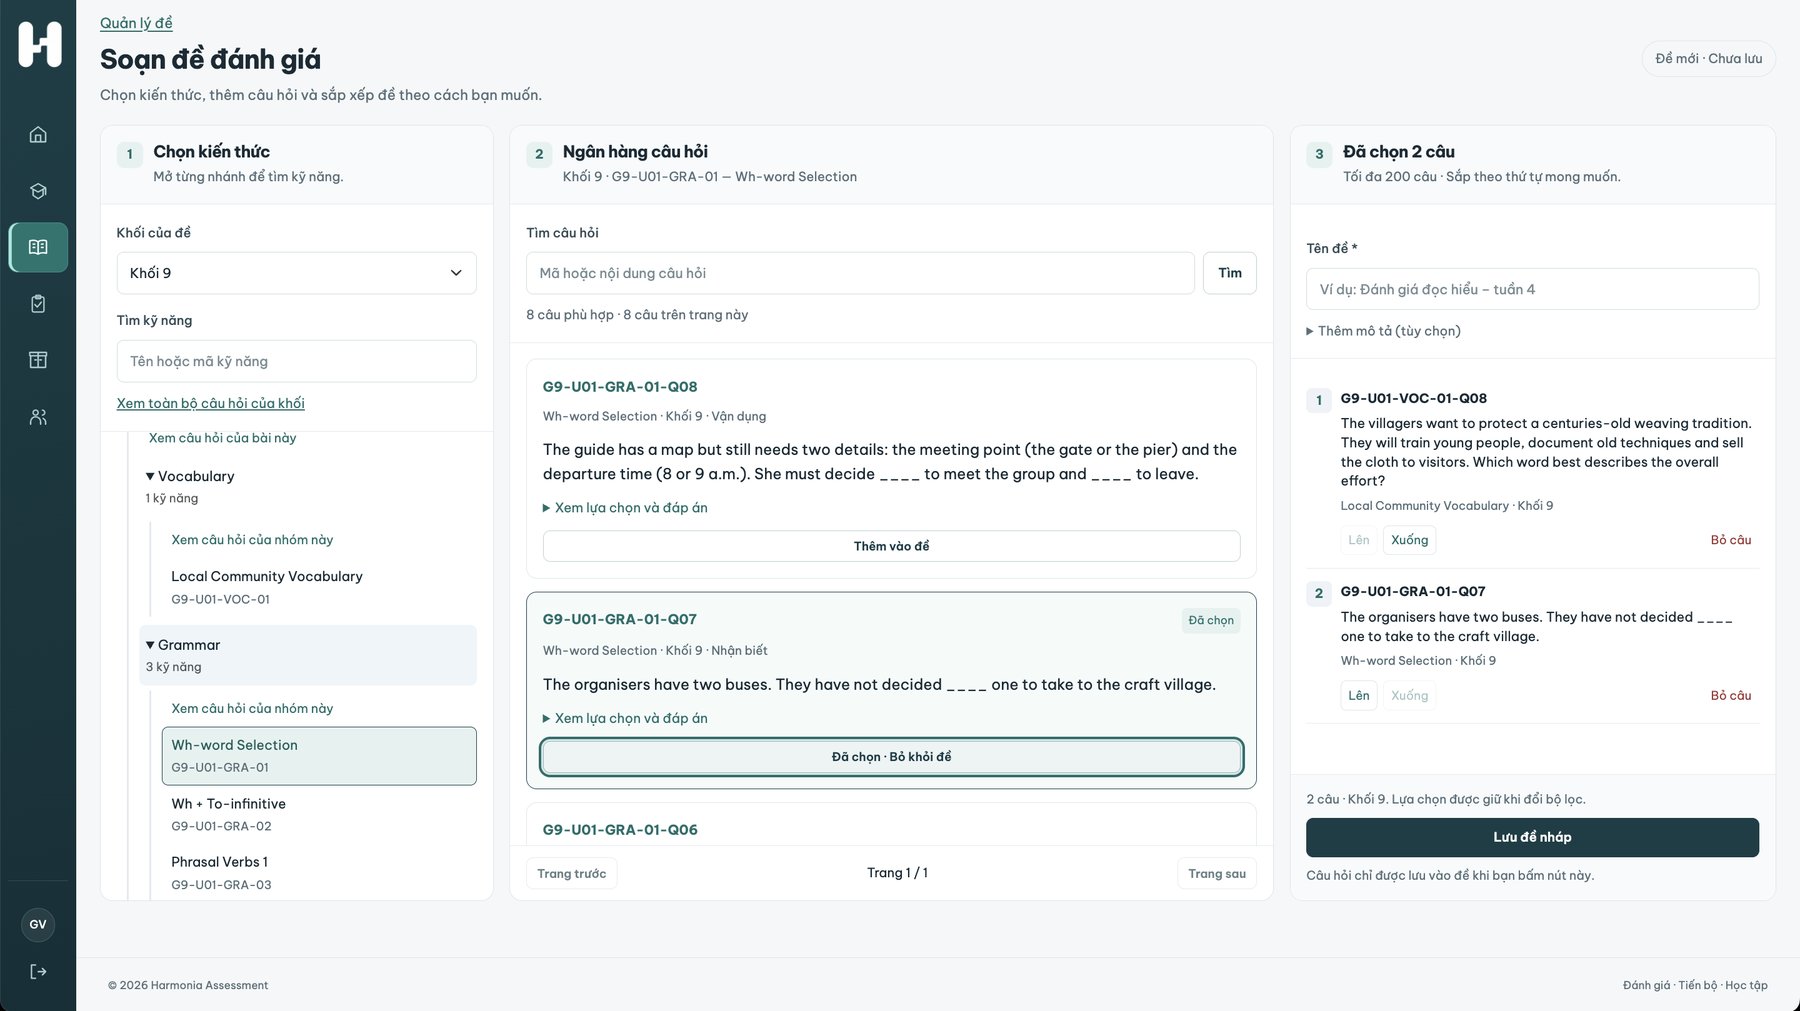 H
Quản lý đề
Soạn đề đánh giá
Chọn kiến thức, thêm câu hỏi và sắp xếp đề theo cách bạn muốn.
Đề mới · Chưa lưu
1
Chọn kiến thức
Mở từng nhánh để tìm kỹ năng.
Khối của đề
Khối 9
Tìm kỹ năng
Tên hoặc mã kỹ năng
Xem toàn bộ câu hỏi của khối
Xem câu hỏi của bài này
▼ Vocabulary
1 kỹ năng
Xem câu hỏi của nhóm này
Local Community Vocabulary
G9-U01-VOC-01
▼ Grammar
3 kỹ năng
Xem câu hỏi của nhóm này
Wh-word Selection
G9-U01-GRA-01
Wh + To-infinitive
G9-U01-GRA-02
Phrasal Verbs 1
G9-U01-GRA-03
2
Ngân hàng câu hỏi
Khối 9 · G9-U01-GRA-01 — Wh-word Selection
Tìm câu hỏi
Mã hoặc nội dung câu hỏi
Tìm
8 câu phù hợp · 8 câu trên trang này
G9-U01-GRA-01-Q08
Wh-word Selection · Khối 9 · Vận dụng
The guide has a map but still needs two details: the meeting point (the gate or the pier) and the
departure time (8 or 9 a.m.). She must decide ____ to meet the group and ____ to leave.
▶ Xem lựa chọn và đáp án
Thêm vào đề
G9-U01-GRA-01-Q07
Đã chọn
Wh-word Selection · Khối 9 · Nhận biết
The organisers have two buses. They have not decided ____ one to take to the craft village.
▶ Xem lựa chọn và đáp án
Đã chọn · Bỏ khỏi đề
G9-U01-GRA-01-Q06
Trang trước
Trang 1 / 1
Trang sau
3
Đã chọn 2 câu
Tối đa 200 câu · Sắp theo thứ tự mong muốn.
Tên đề *
Ví dụ: Đánh giá đọc hiểu – tuần 4
▶ Thêm mô tả (tùy chọn)
1
G9-U01-VOC-01-Q08
The villagers want to protect a centuries-old weaving tradition.
They will train young people, document old techniques and sell
the cloth to visitors. Which word best describes the overall
effort?
Local Community Vocabulary · Khối 9
Lên
Xuống
Bỏ câu
2
G9-U01-GRA-01-Q07
The organisers have two buses. They have not decided ____
one to take to the craft village.
Wh-word Selection · Khối 9
Lên
Xuống
Bỏ câu
2 câu · Khối 9. Lựa chọn được giữ khi đổi bộ lọc.
Lưu đề nháp
Câu hỏi chỉ được lưu vào đề khi bạn bấm nút này.
GV
© 2026 Harmonia Assessment
Đánh giá · Tiến bộ · Học tập